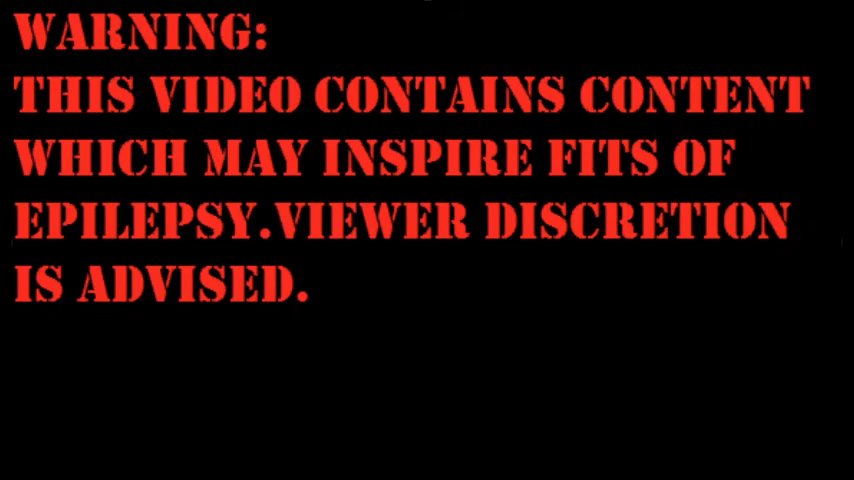 WARNING:
THIS VIDEO CONTAINS CONTENT
WHICH MAY INSPIRE FITS OF
EPILEPSY.VIEWER DISCRETION
IS ADVISED.